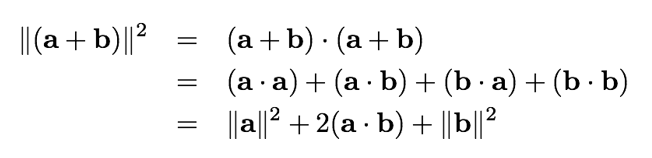 ‖(𝐚 + 𝐛)‖² = (𝐚 + 𝐛) · (𝐚 + 𝐛)
= (𝐚 · 𝐚) + (𝐚 · 𝐛) + (𝐛 · 𝐚) + (𝐛 · 𝐛)
= ‖𝐚‖² + 2(𝐚 · 𝐛) + ‖𝐛‖²